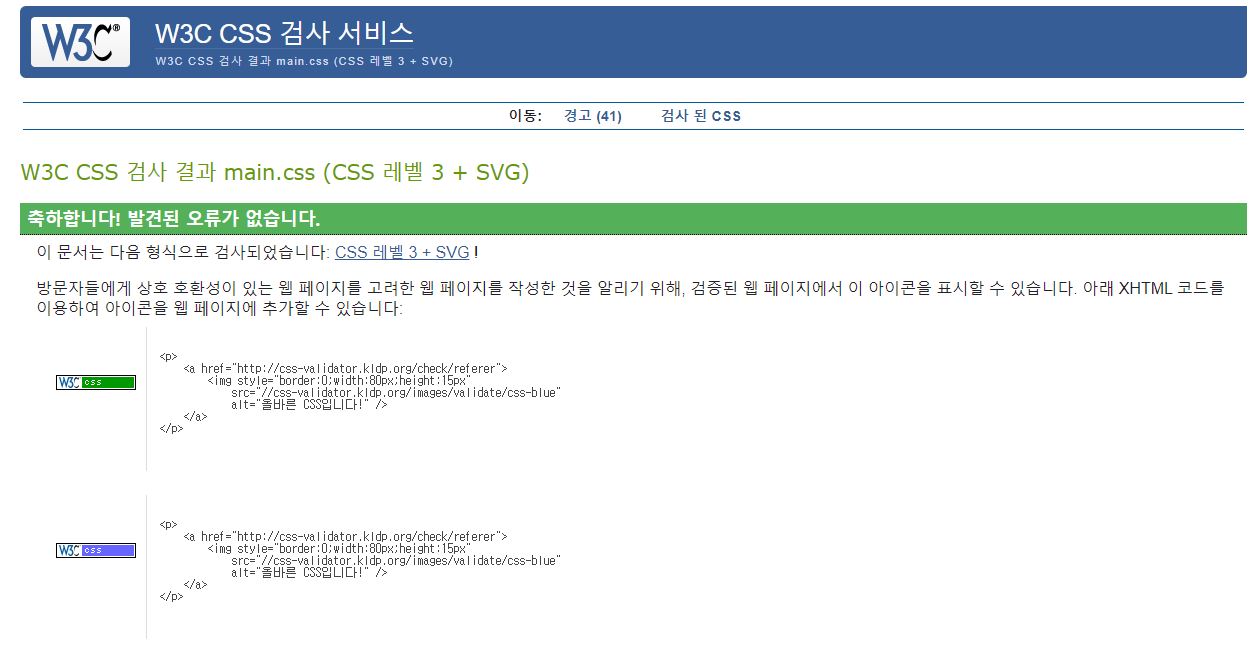 W3C® W3C CSS 검사 서비스
W3C CSS 검사 결과 main.css (CSS 레벨 3 + SVG)
이동: 경고 (41) 검사 된 CSS
W3C CSS 검사 결과 main.css (CSS 레벨 3 + SVG)
축하합니다! 발견된 오류가 없습니다.
이 문서는 다음 형식으로 검사되었습니다: CSS 레벨 3 + SVG !
방문자들에게 상호 호환성이 있는 웹 페이지를 고려한 웹 페이지를 작성한 것을 알리기 위해, 검증된 웹 페이지에서 이 아이콘을 표시할 수 있습니다. 아래 XHTML 코드를
이용하여 아이콘을 웹 페이지에 추가할 수 있습니다:
W3C css
<p>
<a href="http://css-validator.kldp.org/check/referer">
<img style="border:0;width:80px;height:15px"
src="//css-validator.kldp.org/images/validate/css-blue"
alt="올바른 CSS입니다!" />
</a>
</p>
W3C css
<p>
<a href="http://css-validator.kldp.org/check/referer">
<img style="border:0;width:80px;height:15px"
src="//css-validator.kldp.org/images/validate/css-blue"
alt="올바른 CSS입니다!" />
</a>
</p>